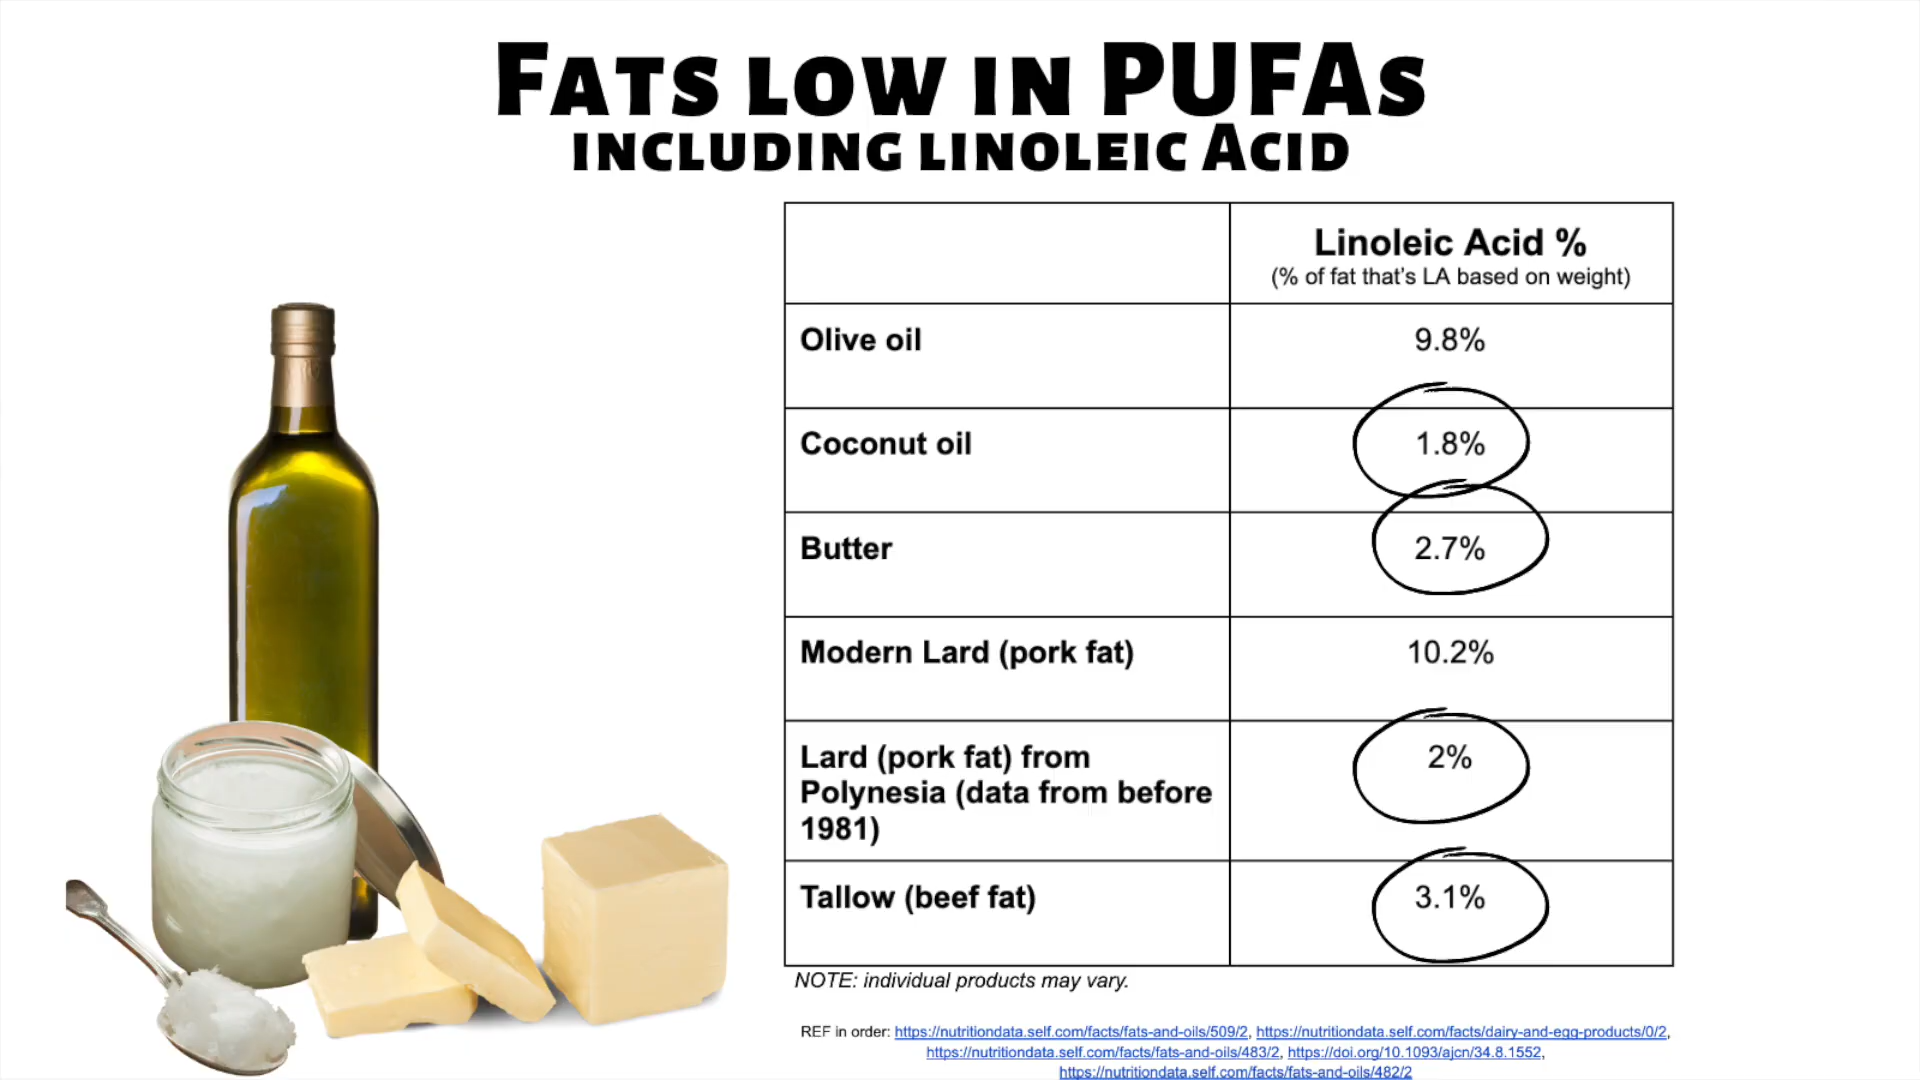 FATS LOW IN PUFAS
INCLUDING LINOLEIC ACID
Linoleic Acid %
(% of fat that's LA based on weight)
Olive oil 9.8%
Coconut oil 1.8%
Butter 2.7%
Modern Lard (pork fat) 10.2%
Lard (pork fat) from 2%
Polynesia (data from before
1981)
Tallow (beef fat) 3.1%
NOTE: individual products may vary.
REF in order: https://nutritiondata.self.com/facts/fats-and-oils/509/2, https://nutritiondata.self.com/facts/dairy-and-egg-products/0/2,
https://nutritiondata.self.com/facts/fats-and-oils/483/2, https://doi.org/10.1093/ajcn/34.8.1552,
https://nutritiondata.self.com/facts/fats-and-oils/482/2